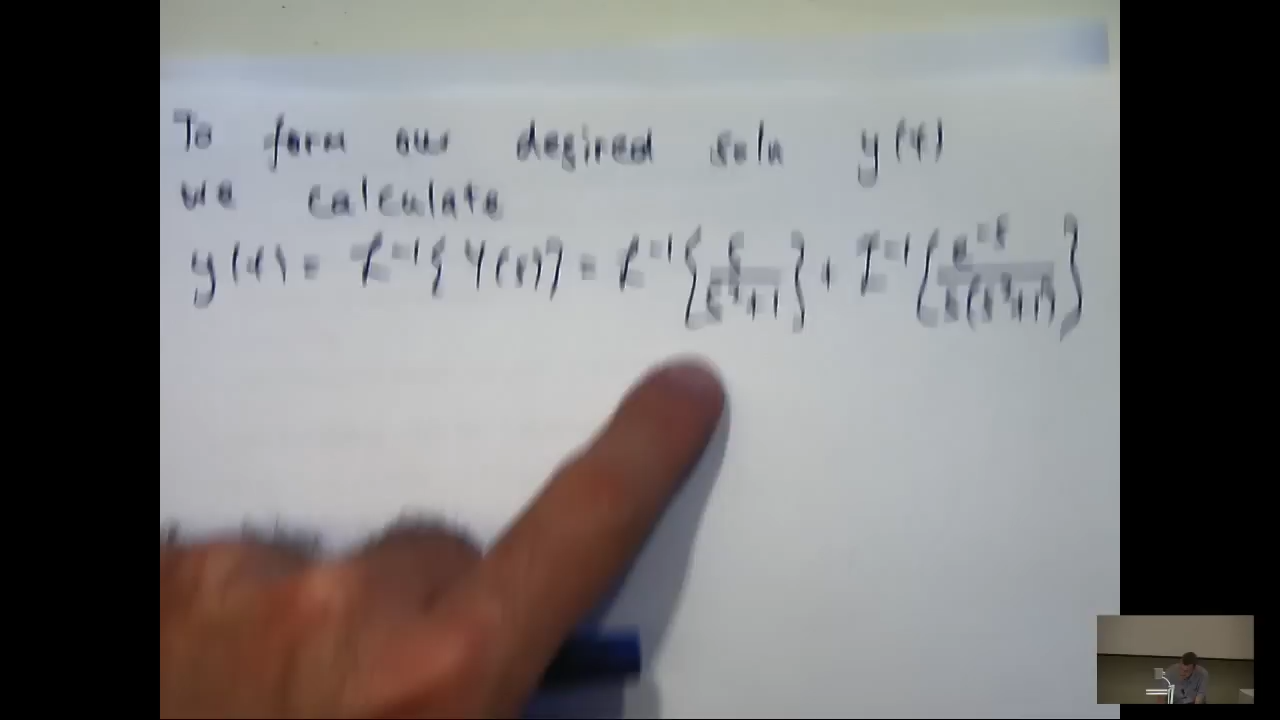 To form our desired soln y(t)
we calculate
y(t) = L⁻¹{Y(s)} = L⁻¹{s/(s²+1)} + L⁻¹{e⁻ˢ/(s(s²+1))}